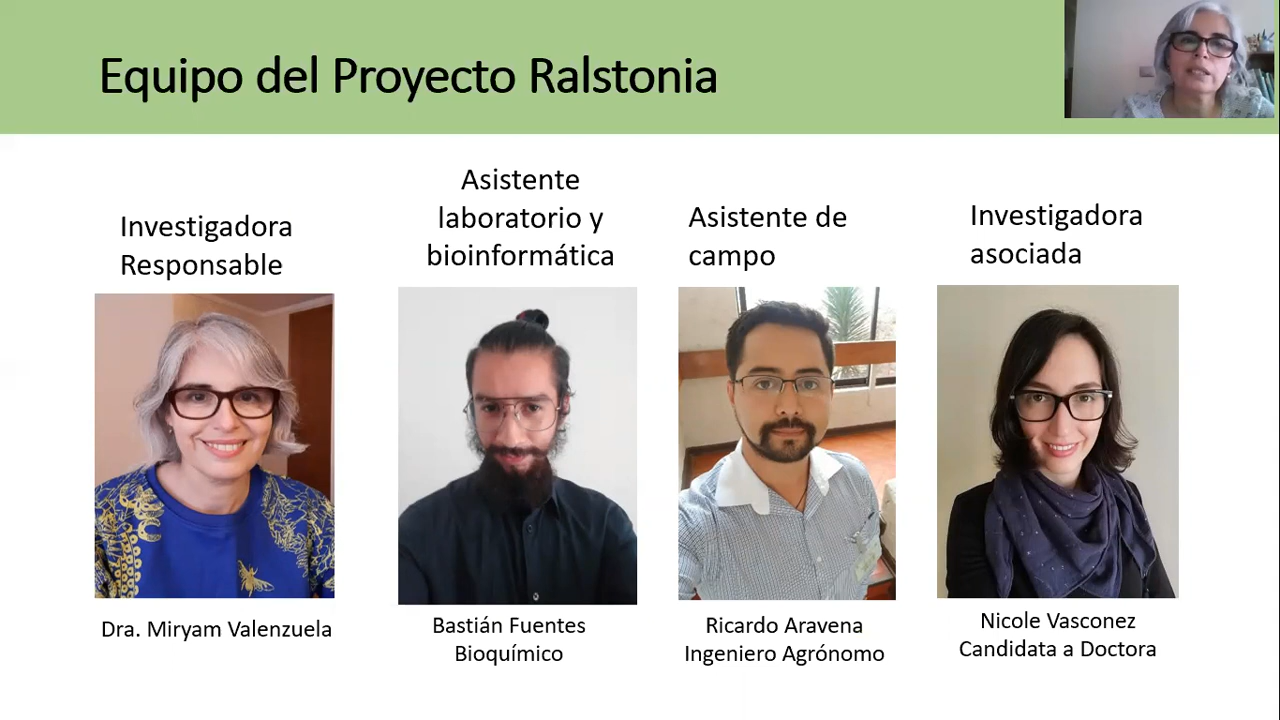 Equipo del Proyecto Ralstonia
Investigadora
Responsable
Asistente
laboratorio y
bioinformática
Asistente de
campo
Investigadora
asociada
Dra. Miryam Valenzuela
Bastián Fuentes
Bioquímico
Ricardo Aravena
Ingeniero Agrónomo
Nicole Vasconez
Candidata a Doctora